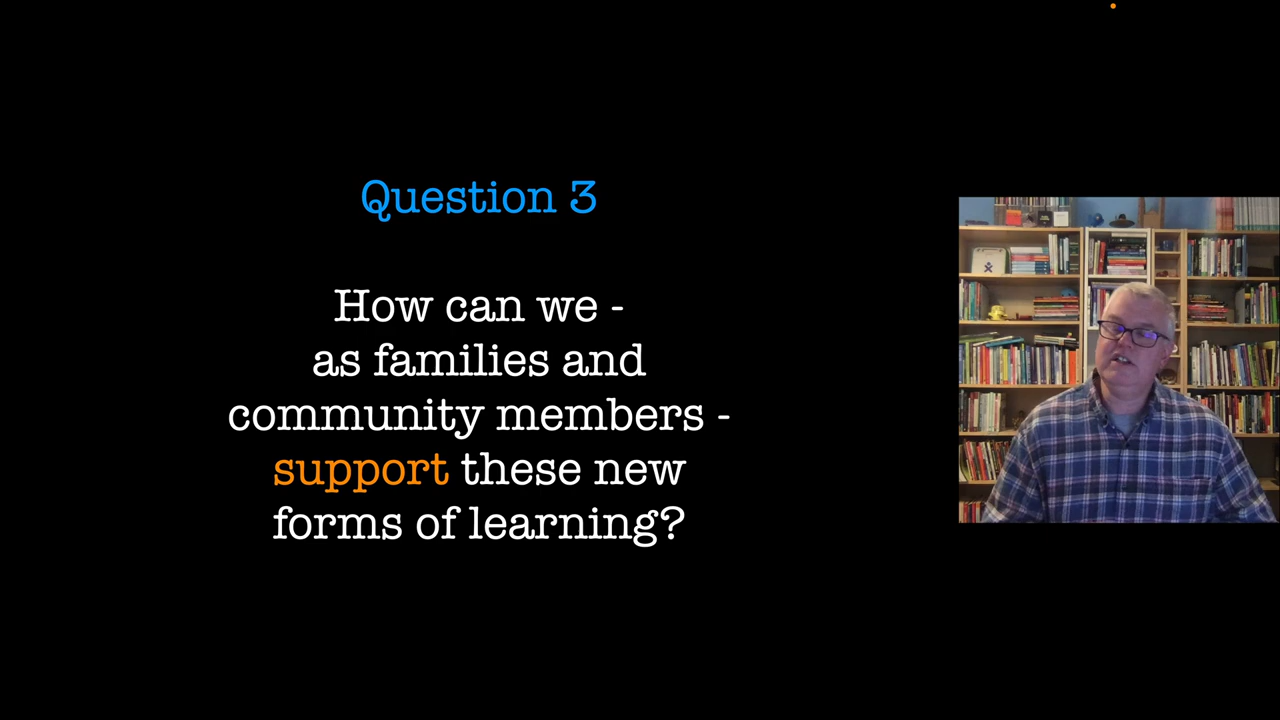 Question 3
How can we -
as families and
community members -
support these new
forms of learning?